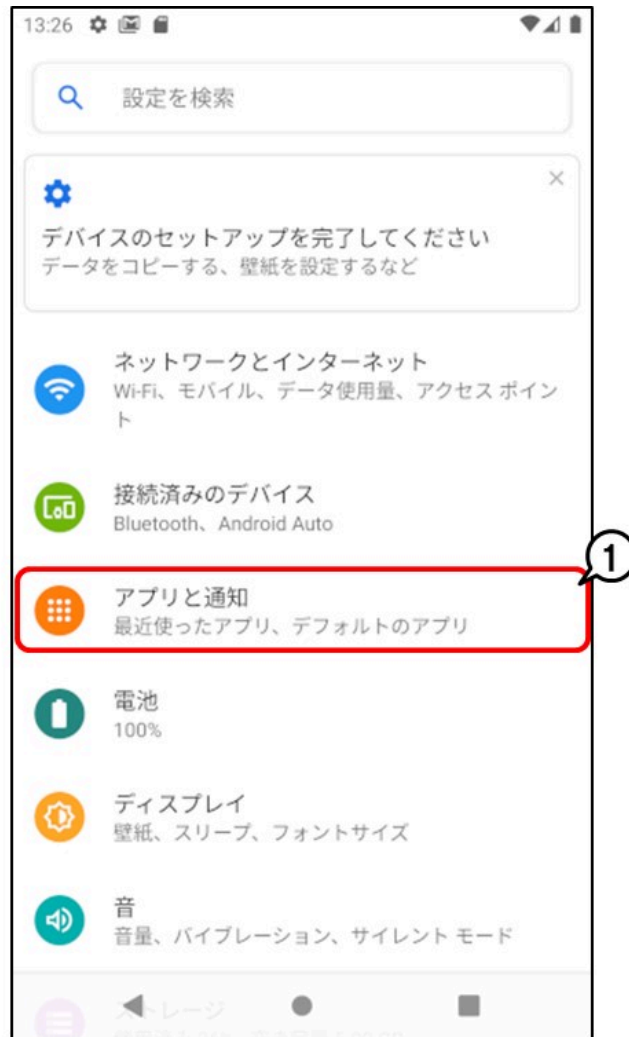 13:26
設定を検索
デバイスのセットアップを完了してください
データをコピーする、壁紙を設定するなど
ネットワークとインターネット
Wi-Fi、モバイル、データ使用量、アクセス ポイン
ト
接続済みのデバイス
Bluetooth、Android Auto
1
アプリと通知
最近使ったアプリ、デフォルトのアプリ
電池
100%
ディスプレイ
壁紙、スリープ、フォントサイズ
音
音量、バイブレーション、サイレント モード
ストレージ